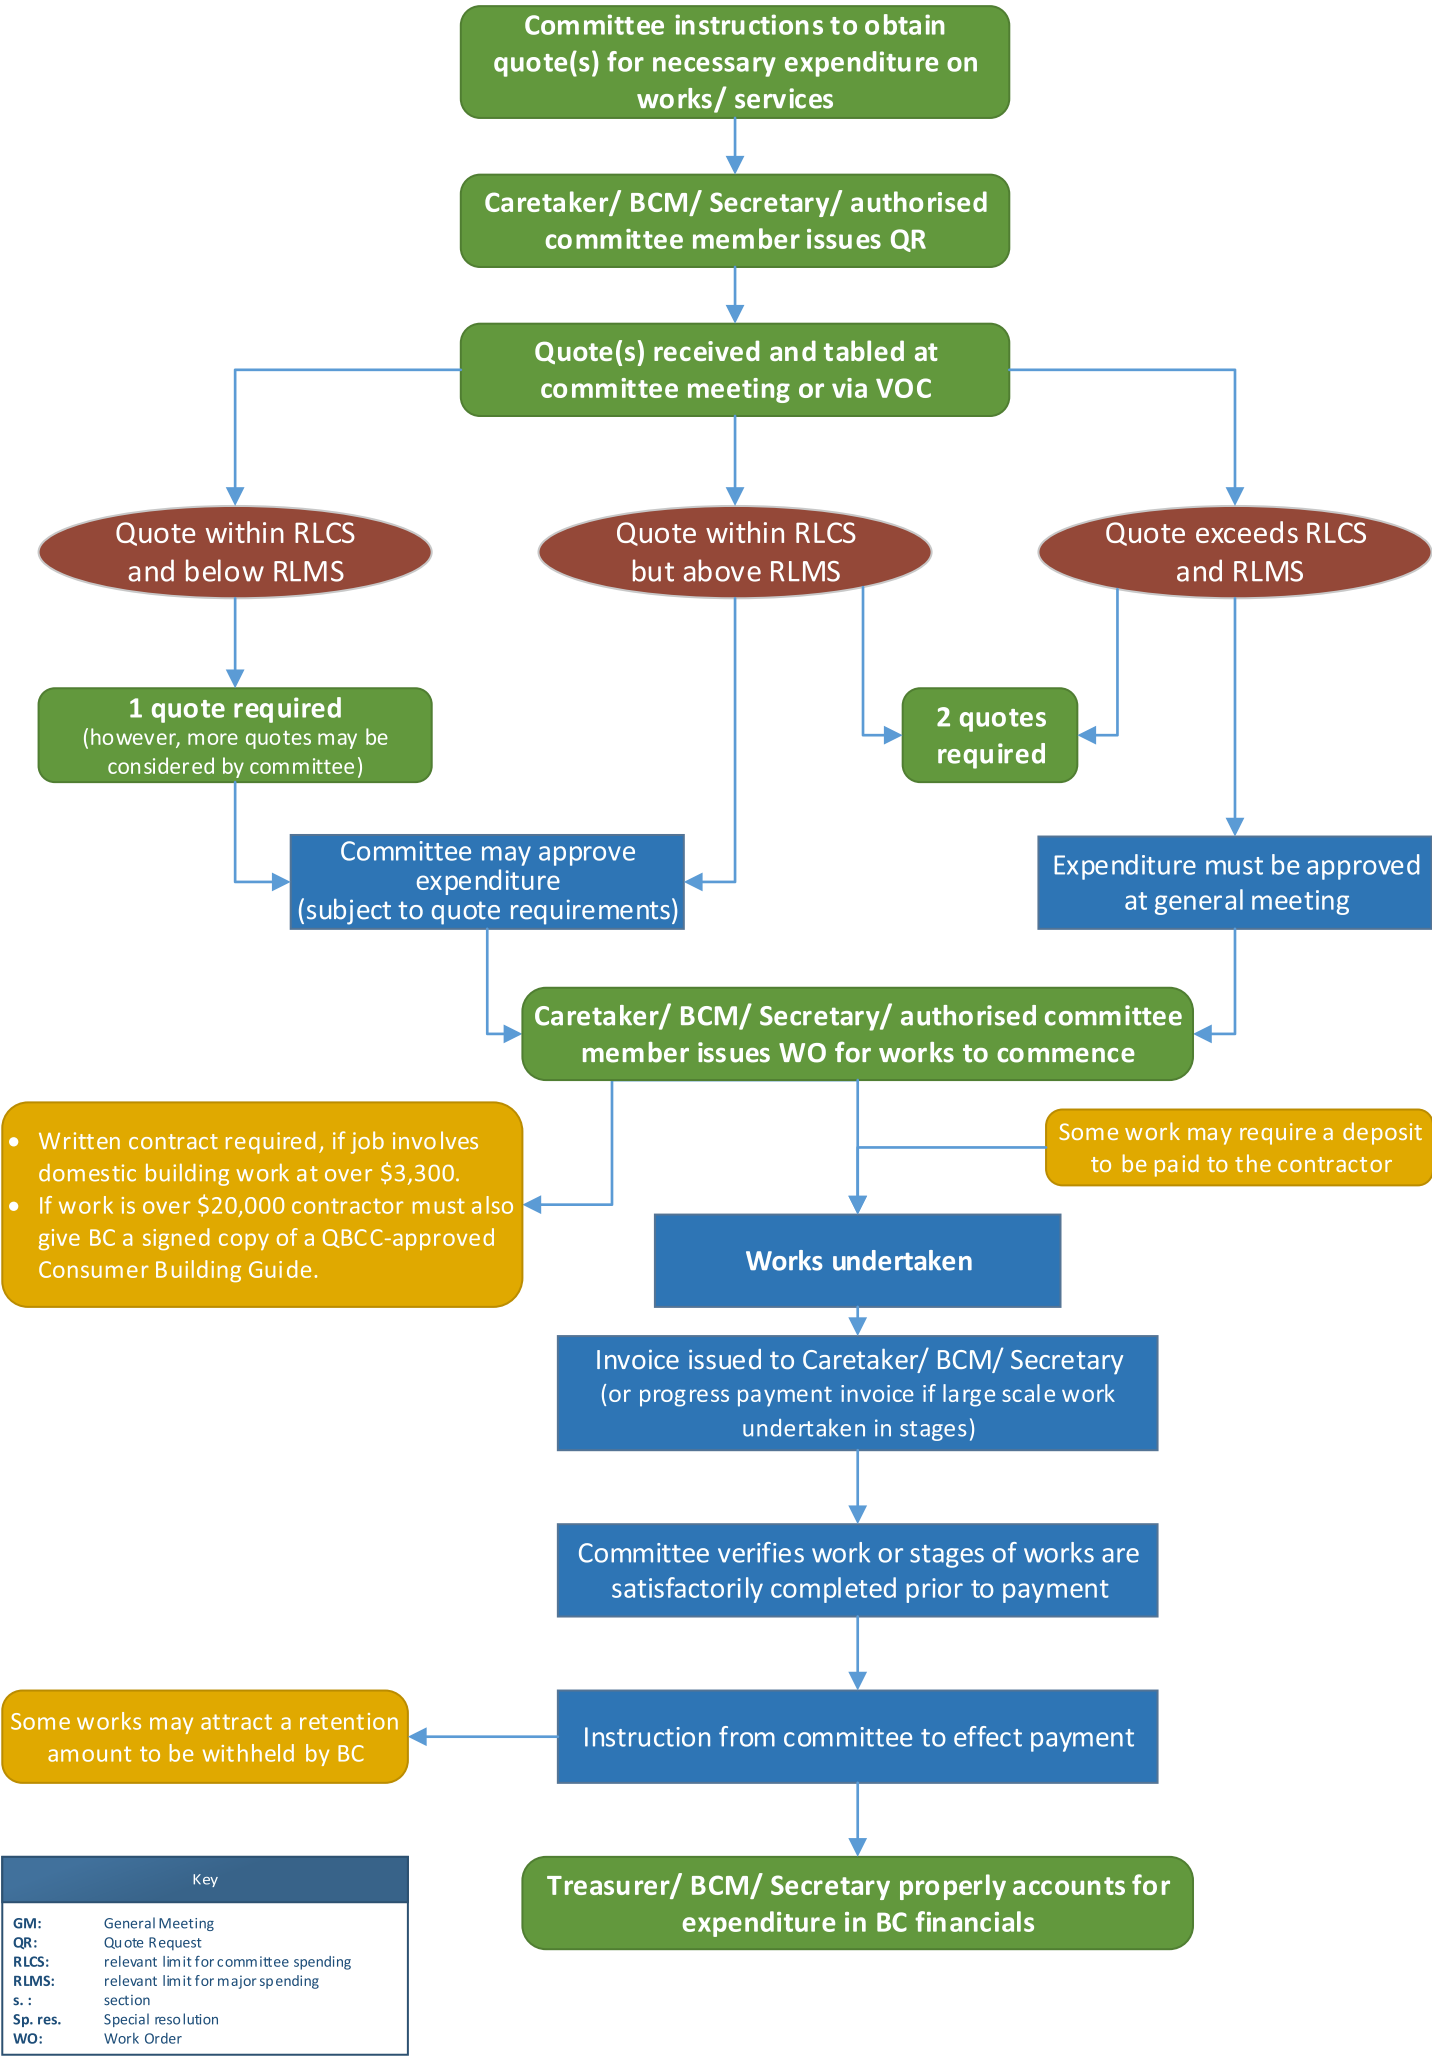 Committee instructions to obtain
quote(s) for necessary expenditure on
works/ services
Caretaker/ BCM/ Secretary/ authorised
committee member issues QR
Quote(s) received and tabled at
committee meeting or via VOC
Quote within RLCS
and below RLMS
Quote within RLCS
but above RLMS
Quote exceeds RLCS
and RLMS
1 quote required
(however, more quotes may be
considered by committee)
2 quotes
required
Committee may approve
expenditure
(subject to quote requirements)
Expenditure must be approved
at general meeting
Caretaker/ BCM/ Secretary/ authorised committee
member issues WO for works to commence
• Written contract required, if job involves
domestic building work at over $3,300.
• If work is over $20,000 contractor must also
give BC a signed copy of a QBCC-approved
Consumer Building Guide.
Some work may require a deposit
to be paid to the contractor
Works undertaken
Invoice issued to Caretaker/ BCM/ Secretary
(or progress payment invoice if large scale work
undertaken in stages)
Committee verifies work or stages of works are
satisfactorily completed prior to payment
Some works may attract a retention
amount to be withheld by BC
Instruction from committee to effect payment
Treasurer/ BCM/ Secretary properly accounts for
expenditure in BC financials
Key
GM: General Meeting
QR: Quote Request
RLCS: relevant limit for committee spending
RLMS: relevant limit for major spending
s. : section
Sp. res. Special resolution
WO: Work Order